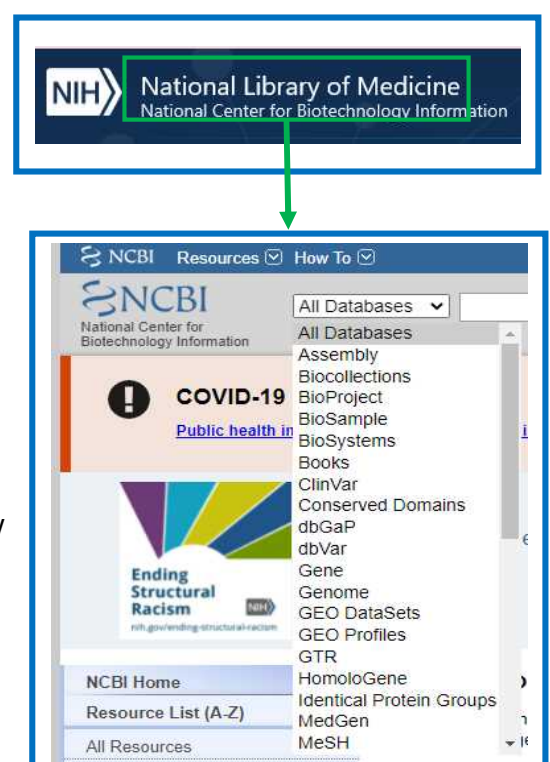 NIH National Library of Medicine
National Center for Biotechnology Information
NCBI Resources How To
NCBI
National Center for
Biotechnology Information
All Databases
All Databases
Assembly
Biocollections
BioProject
BioSample
BioSystems
Books
ClinVar
Conserved Domains
dbGaP
dbVar
Gene
Genome
GEO DataSets
GEO Profiles
GTR
HomoloGene
Identical Protein Groups
MedGen
MeSH
COVID-19
Public health in
Ending
Structural
Racism
NIH
nih.gov/ending-structural-racism
NCBI Home
Resource List (A-Z)
All Resources